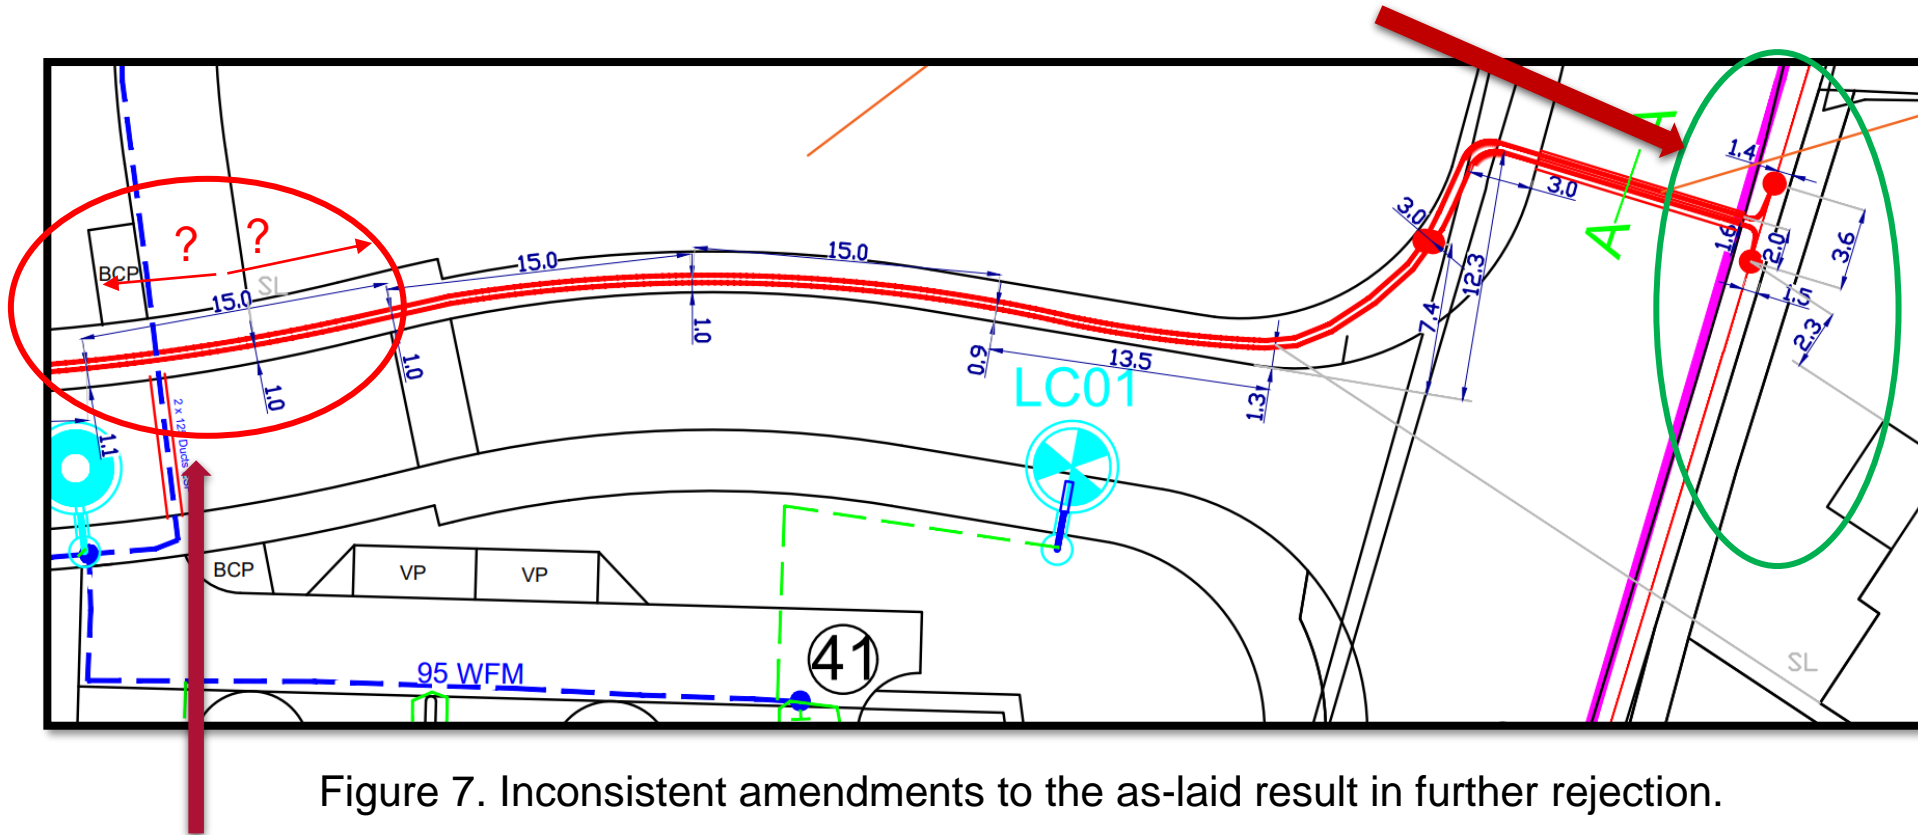 A
A
1.4
3.0
3.6
2.0
1.6
1.5
2.3
3.0
12.3
7.4
? ?
BCP
SL
15.0
15.0
15.0
1.0
1.0
1.0
0.9
13.5
1.3
1.1
2 x 125 Ducts
LC01
BCP
VP
VP
41
95 WFM
SL
Figure 7. Inconsistent amendments to the as-laid result in further rejection.